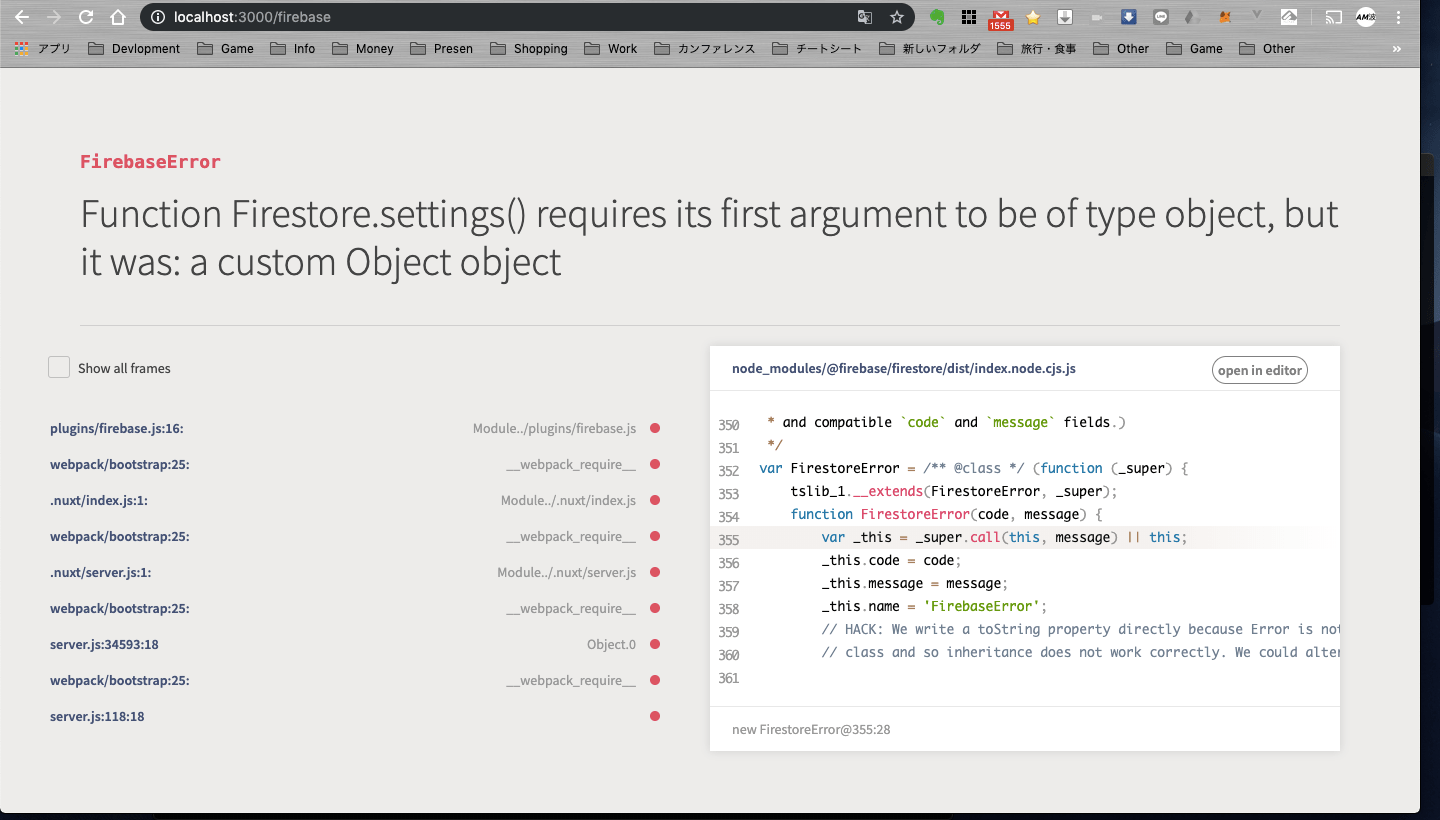 localhost:3000/firebase
1555
アプリ Devlopment Game Info Money Presen Shopping Work カンファレンス チートシート 新しいフォルダ 旅行・食事 Other Game Other »
FirebaseError
Function Firestore.settings() requires its first argument to be of type object, but
it was: a custom Object object
Show all frames
plugins/firebase.js:16: Module../plugins/firebase.js
webpack/bootstrap:25: __webpack_require__
.nuxt/index.js:1: Module../.nuxt/index.js
webpack/bootstrap:25: __webpack_require__
.nuxt/server.js:1: Module../.nuxt/server.js
webpack/bootstrap:25: __webpack_require__
server.js:34593:18 Object.0
webpack/bootstrap:25: __webpack_require__
server.js:118:18
node_modules/@firebase/firestore/dist/index.node.cjs.js open in editor
350 * and compatible `code` and `message` fields.)
351 */
352 var FirestoreError = /** @class */ (function (_super) {
353 tslib_1.__extends(FirestoreError, _super);
354 function FirestoreError(code, message) {
355 var _this = _super.call(this, message) || this;
356 _this.code = code;
357 _this.message = message;
358 _this.name = 'FirebaseError';
359 // HACK: We write a toString property directly because Error is not
360 // class and so inheritance does not work correctly. We could alter
361
new FirestoreError@355:28